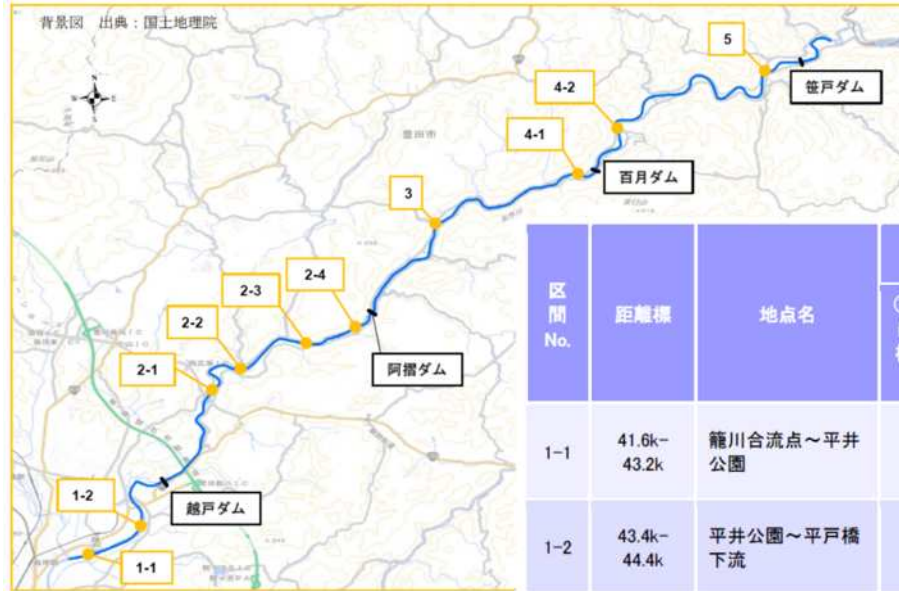 背景図　出典：国土地理院
5
笹戸ダム
4-2
4-1
豊田市
百月ダム
3
2-4
2-3
2-2
阿摺ダム
2-1
越戸ダム
1-2
1-1
区間No.
距離標
地点名
1-1
41.6k-
43.2k
籠川合流点～平井
公園
1-2
43.4k-
44.4k
平井公園～平戸橋
下流